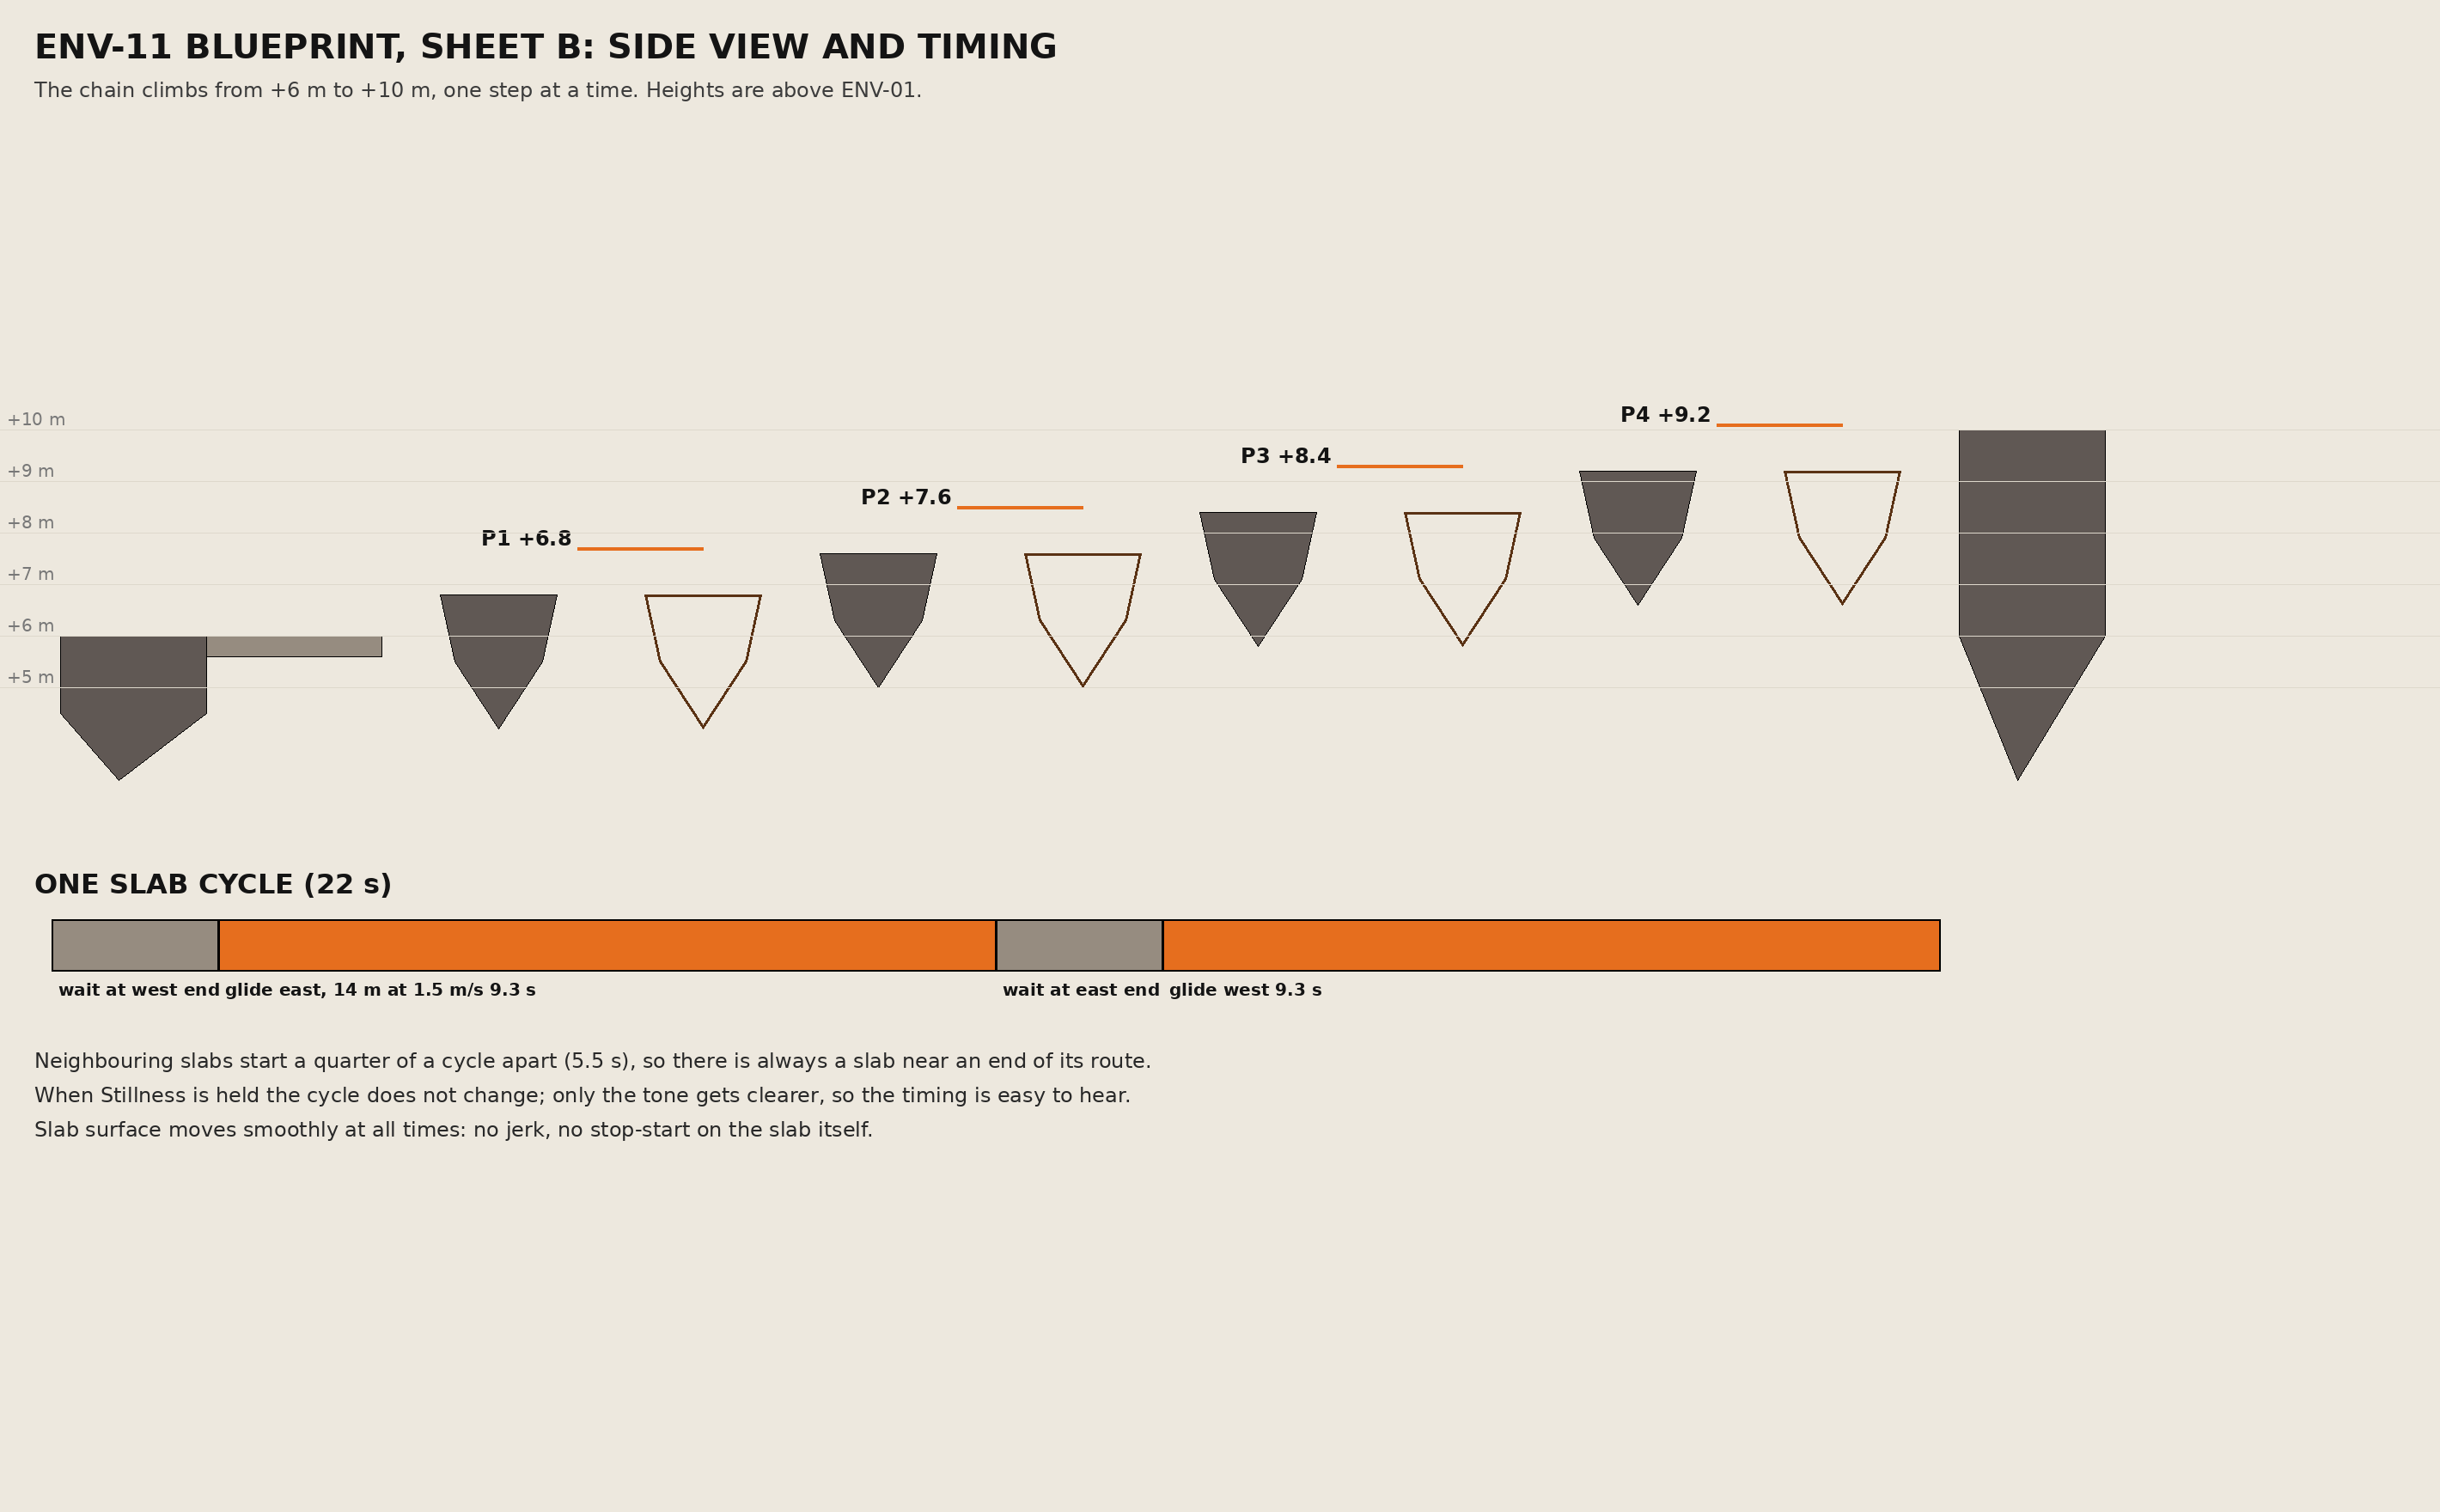 ENV-11 BLUEPRINT, SHEET B: SIDE VIEW AND TIMING
The chain climbs from +6 m to +10 m, one step at a time. Heights are above ENV-01.
+10 m
P4 +9.2
+9 m
P3 +8.4
+8 m
P2 +7.6
+7 m
P1 +6.8
+6 m
+5 m
ONE SLAB CYCLE (22 s)
wait at west end glide east, 14 m at 1.5 m/s 9.3 s wait at east end glide west 9.3 s
Neighbouring slabs start a quarter of a cycle apart (5.5 s), so there is always a slab near an end of its route.
When Stillness is held the cycle does not change; only the tone gets clearer, so the timing is easy to hear.
Slab surface moves smoothly at all times: no jerk, no stop-start on the slab itself.